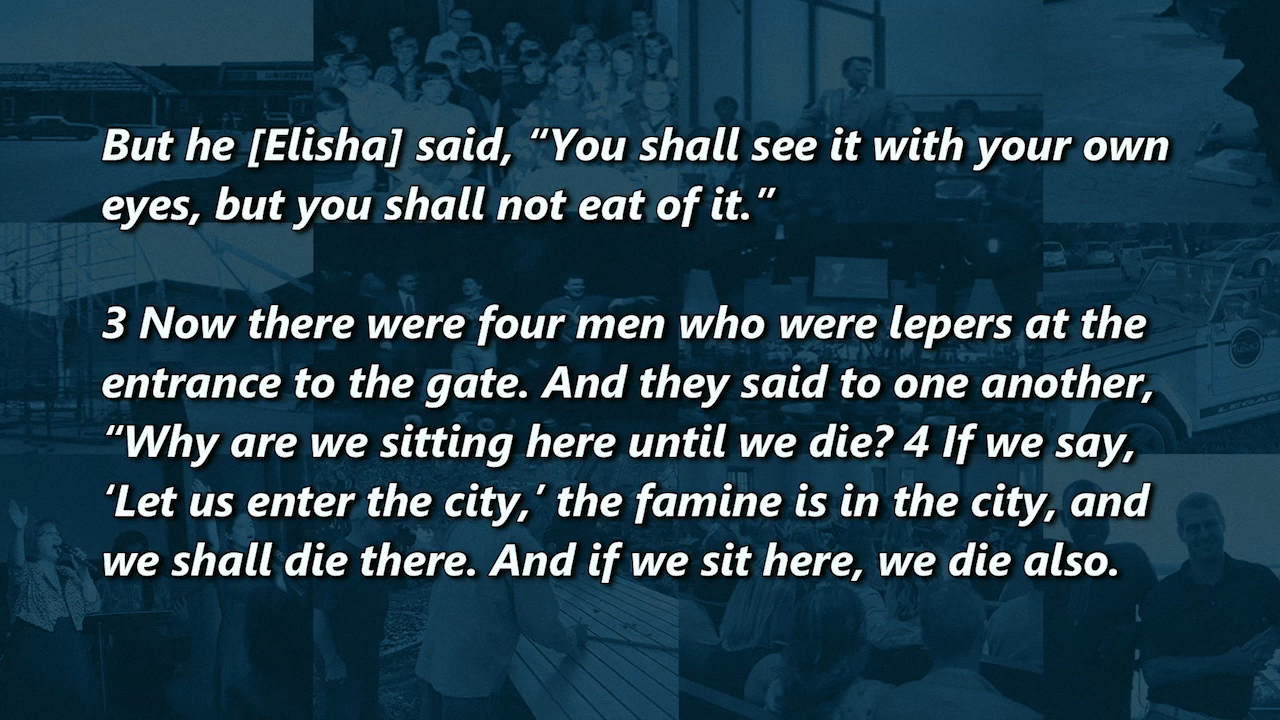 But he [Elisha] said, “You shall see it with your own
eyes, but you shall not eat of it.”
3 Now there were four men who were lepers at the
entrance to the gate. And they said to one another,
“Why are we sitting here until we die? 4 If we say,
‘Let us enter the city,’ the famine is in the city, and
we shall die there. And if we sit here, we die also.